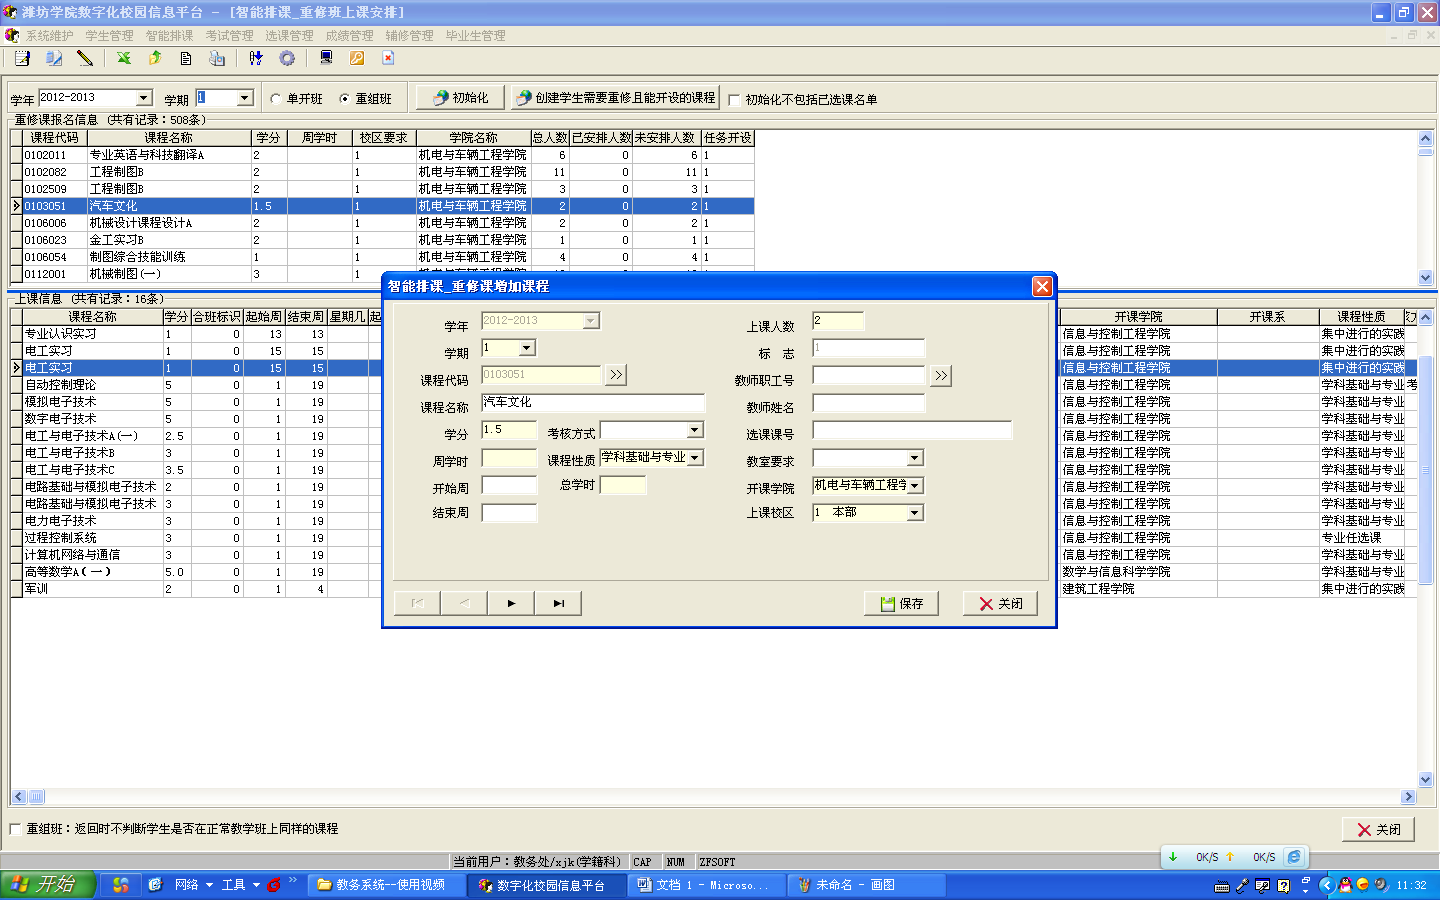 潍坊学院数字化校园信息平台 - [智能排课_重修班上课安排]
系统维护 学生管理 智能排课 考试管理 选课管理 成绩管理 辅修管理 毕业生管理
学年 2012-2013 学期 1 单开班 重组班 初始化 创建学生需要重修且能开设的课程 初始化不包括已选课名单
重修课报名信息 (共有记录：508条)
课程代码 课程名称 学分 周学时 校区要求 学院名称 总人数 已安排人数 未安排人数 任务开设
0102011 专业英语与科技翻译A 2 1 机电与车辆工程学院 6 0 6 1
0102082 工程制图B 2 1 机电与车辆工程学院 11 0 11 1
0102509 工程制图B 2 1 机电与车辆工程学院 3 0 3 1
0103051 汽车文化 1.5 1 机电与车辆工程学院 2 0 2 1
0106006 机械设计课程设计A 2 1 机电与车辆工程学院 2 0 2 1
0106023 金工实习B 2 1 机电与车辆工程学院 1 0 1 1
0106054 制图综合技能训练 1 1 机电与车辆工程学院 4 0 4 1
0112001 机械制图(一) 3 1 机电与车辆工程学院
上课信息 (共有记录：16条)
课程名称 学分 合班标识 起始周 结束周 星期几 起 开课学院 开课系 课程性质
专业认识实习 1 0 13 13 信息与控制工程学院 集中进行的实践
电工实习 1 0 15 15 信息与控制工程学院 集中进行的实践
电工实习 1 0 15 15 信息与控制工程学院 集中进行的实践
自动控制理论 5 0 1 19 信息与控制工程学院 学科基础与专业 考
模拟电子技术 5 0 1 19 信息与控制工程学院 学科基础与专业
数字电子技术 5 0 1 19 信息与控制工程学院 学科基础与专业
电工与电子技术A(一) 2.5 0 1 19 信息与控制工程学院 学科基础与专业
电工与电子技术B 3 0 1 19 信息与控制工程学院 学科基础与专业
电工与电子技术C 3.5 0 1 19 信息与控制工程学院 学科基础与专业
电路基础与模拟电子技术 2 0 1 19 信息与控制工程学院 学科基础与专业
电路基础与模拟电子技术 3 0 1 19 信息与控制工程学院 学科基础与专业
电力电子技术 3 0 1 19 信息与控制工程学院 学科基础与专业
过程控制系统 3 0 1 19 信息与控制工程学院 专业任选课
计算机网络与通信 3 0 1 19 信息与控制工程学院 学科基础与专业
高等数学A(一) 5.0 0 1 19 数学与信息科学学院 学科基础与专业
军训 2 0 1 4 建筑工程学院 集中进行的实践
智能排课_重修课增加课程
学年 2012-2013 上课人数 2
学期 1 标 志 1
课程代码 0103051 >> 教师职工号 >>
课程名称 汽车文化 教师姓名
学分 1.5 考核方式 选课课号
周学时 课程性质 学科基础与专业 教室要求
开始周 总学时 开课学院 机电与车辆工程学
结束周 上课校区 1 本部
保存 关闭
重组班：返回时不判断学生是否在正常教学班上同样的课程 关闭
当前用户：教务处/xjk(学籍科) CAP NUM ZFSOFT
0K/S 0K/S
开始 网络 工具 » 教务系统--使用视频 数字化校园信息平台 文档 1 - Microso... 未命名 - 画图 11:32